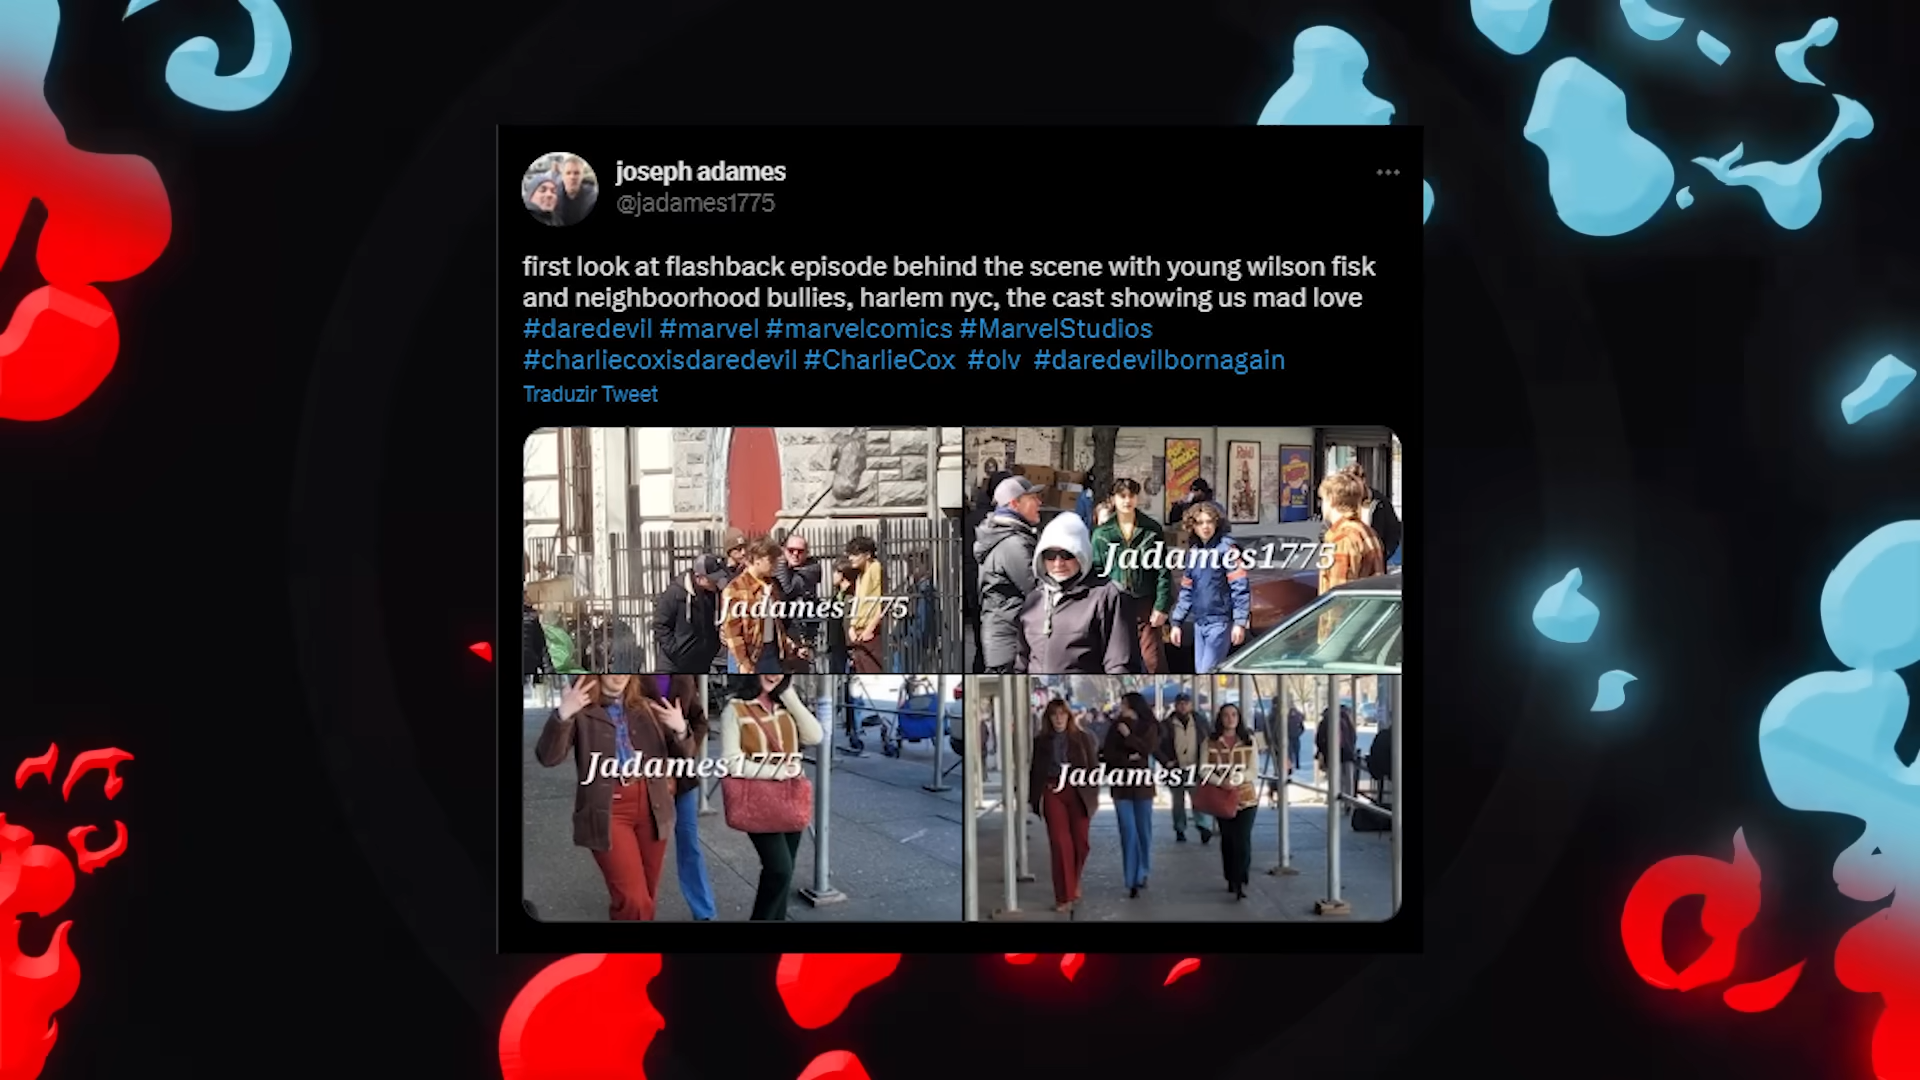 joseph adames
@jadames1775
first look at flashback episode behind the scene with young wilson fisk
and neighboorhood bullies, harlem nyc, the cast showing us mad love
#daredevil #marvel #marvelcomics #MarvelStudios
#charliecoxisdaredevil #CharlieCox #olv #daredevilbornagain
Traduzir Tweet
Jadames1775
Jadames1775
Jadames1775
Jadames1775